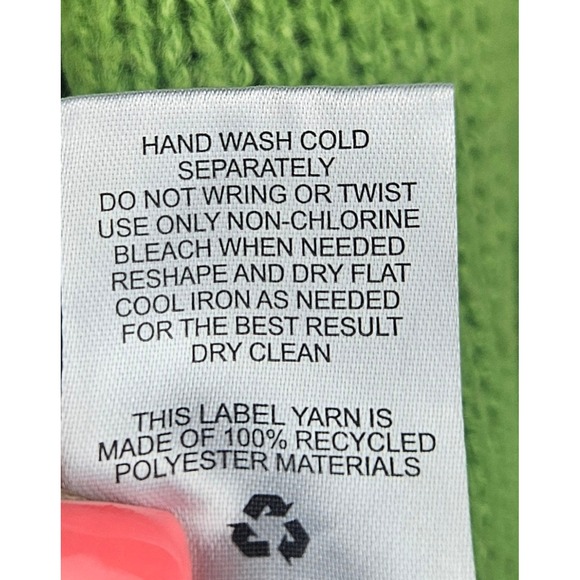 HAND WASH COLD
SEPARATELY
DO NOT WRING OR TWIST
USE ONLY NON-CHLORINE
BLEACH WHEN NEEDED
RESHAPE AND DRY FLAT
COOL IRON AS NEEDED
FOR THE BEST RESULT
DRY CLEAN
THIS LABEL YARN IS
MADE OF 100% RECYCLED
POLYESTER MATERIALS